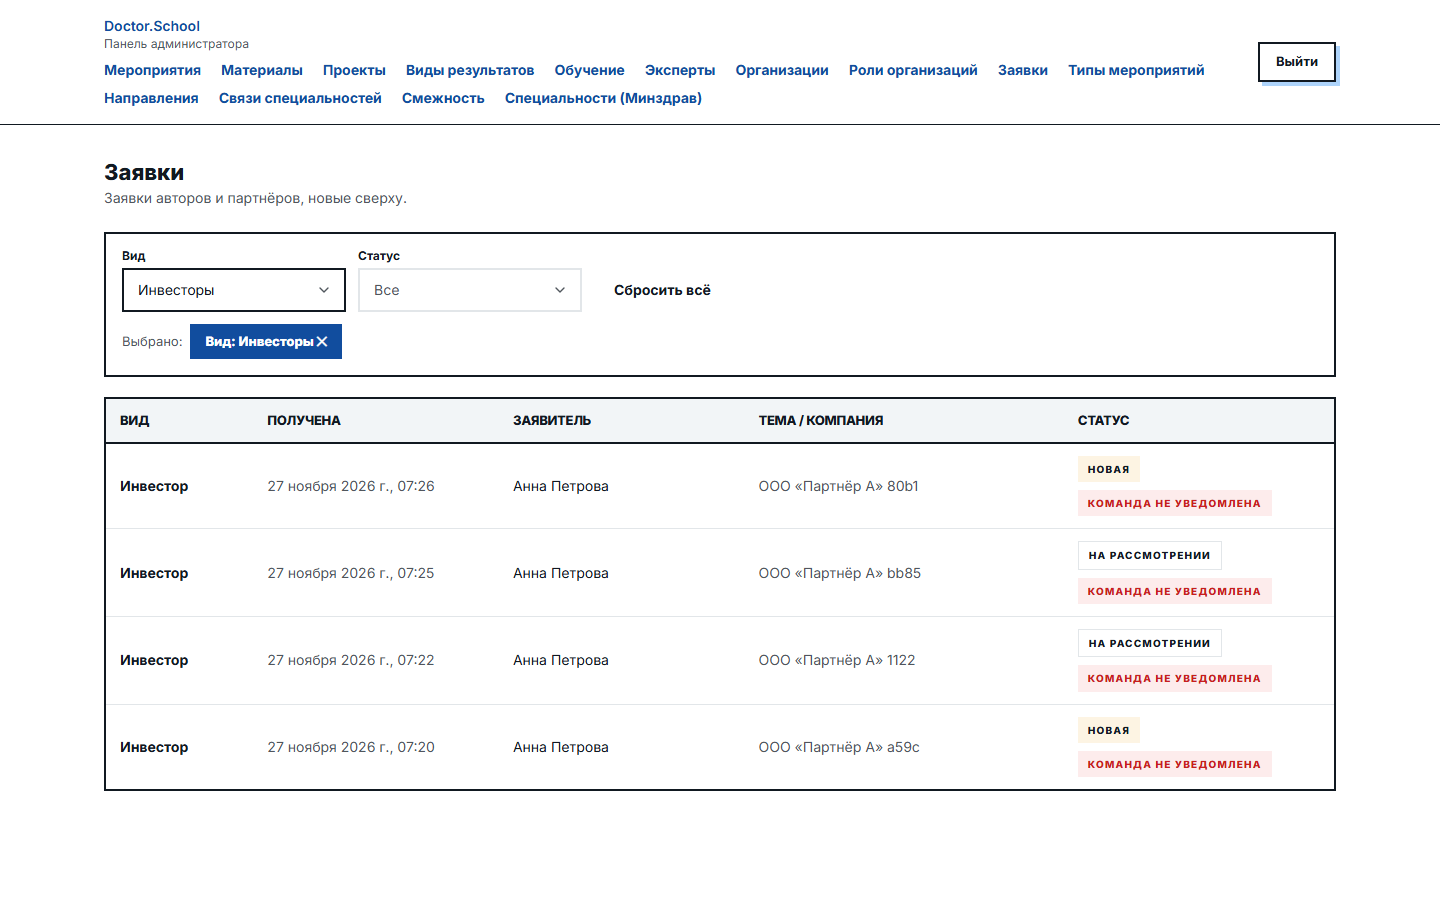 Doctor.School
Панель администратора
Мероприятия Материалы Проекты Виды результатов Обучение Эксперты Организации Роли организаций Заявки Типы мероприятий
Направления Связи специальностей Смежность Специальности (Минздрав)
Выйти
Заявки
Заявки авторов и партнёров, новые сверху.
Вид Статус
Инвесторы Все Сбросить всё
Выбрано: Вид: Инвесторы
ВИД ПОЛУЧЕНА ЗАЯВИТЕЛЬ ТЕМА / КОМПАНИЯ СТАТУС
Инвестор 27 ноября 2026 г., 07:26 Анна Петрова ООО «Партнёр А» 80b1 НОВАЯ
КОМАНДА НЕ УВЕДОМЛЕНА
Инвестор 27 ноября 2026 г., 07:25 Анна Петрова ООО «Партнёр А» bb85 НА РАССМОТРЕНИИ
КОМАНДА НЕ УВЕДОМЛЕНА
Инвестор 27 ноября 2026 г., 07:22 Анна Петрова ООО «Партнёр А» 1122 НА РАССМОТРЕНИИ
КОМАНДА НЕ УВЕДОМЛЕНА
Инвестор 27 ноября 2026 г., 07:20 Анна Петрова ООО «Партнёр А» a59c НОВАЯ
КОМАНДА НЕ УВЕДОМЛЕНА